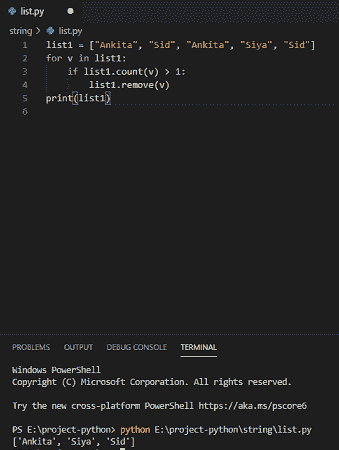 list.py
string > list.py
1 list1 = ["Ankita", "Sid", "Ankita", "Siya", "Sid"]
2 for v in list1:
3 if list1.count(v) > 1:
4 list1.remove(v)
5 print(list1)
6
PROBLEMS OUTPUT DEBUG CONSOLE TERMINAL
Windows PowerShell
Copyright (C) Microsoft Corporation. All rights reserved.
Try the new cross-platform PowerShell https://aka.ms/pscore6
PS E:\project-python> python E:\project-python\string\list.py
['Ankita', 'Siya', 'Sid']